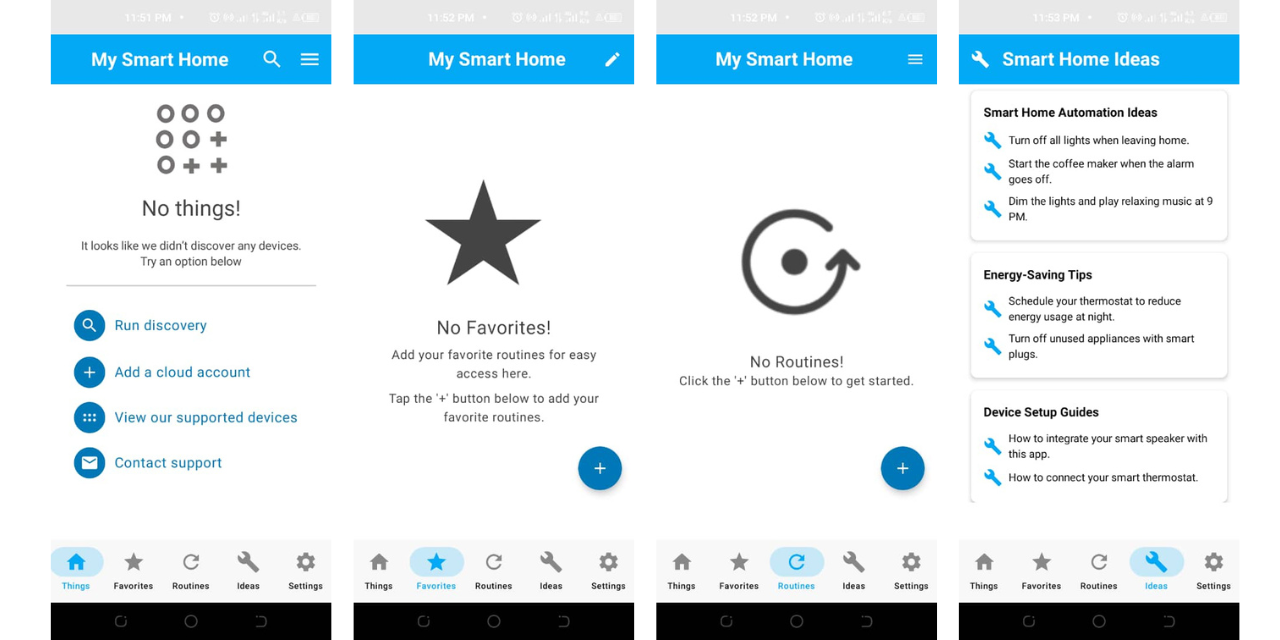 11:51 PM
My Smart Home
No things!
It looks like we didn't discover any devices.
Try an option below
Run discovery
Add a cloud account
View our supported devices
Contact support
Things Favorites Routines Ideas Settings
11:53 PM
My Smart Home
No Favorites!
Add your favorite routines for easy
access here.
Tap the '+' button below to add your
favorite routines.
Things Favorites Routines Ideas Settings
11:52 PM
My Smart Home
No Routines!
Click the '+' button below to get started.
Things Favorites Routines Ideas Settings
11:53 PM
Smart Home Ideas
Smart Home Automation Ideas
Turn off all lights when leaving home.
Start the coffee maker when the alarm
goes off.
Dim the lights and play relaxing music at 9
PM.
Energy-Saving Tips
Schedule your thermostat to reduce
energy usage at night.
Turn off unused appliances with smart
plugs.
Device Setup Guides
How to integrate your smart speaker with
this app.
How to connect your smart thermostat.
Things Favorites Routines Ideas Settings